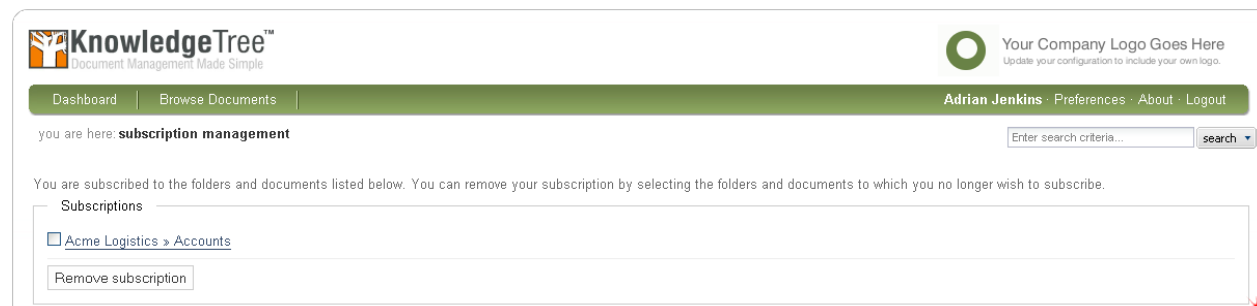 KnowledgeTree™
Document Management Made Simple
Your Company Logo Goes Here
Update your configuration to include your own logo.
Dashboard Browse Documents Adrian Jenkins · Preferences · About · Logout
you are here: subscription management
Enter search criteria... search
You are subscribed to the folders and documents listed below. You can remove your subscription by selecting the folders and documents to which you no longer wish to subscribe.
Subscriptions
Acme Logistics » Accounts
Remove subscription